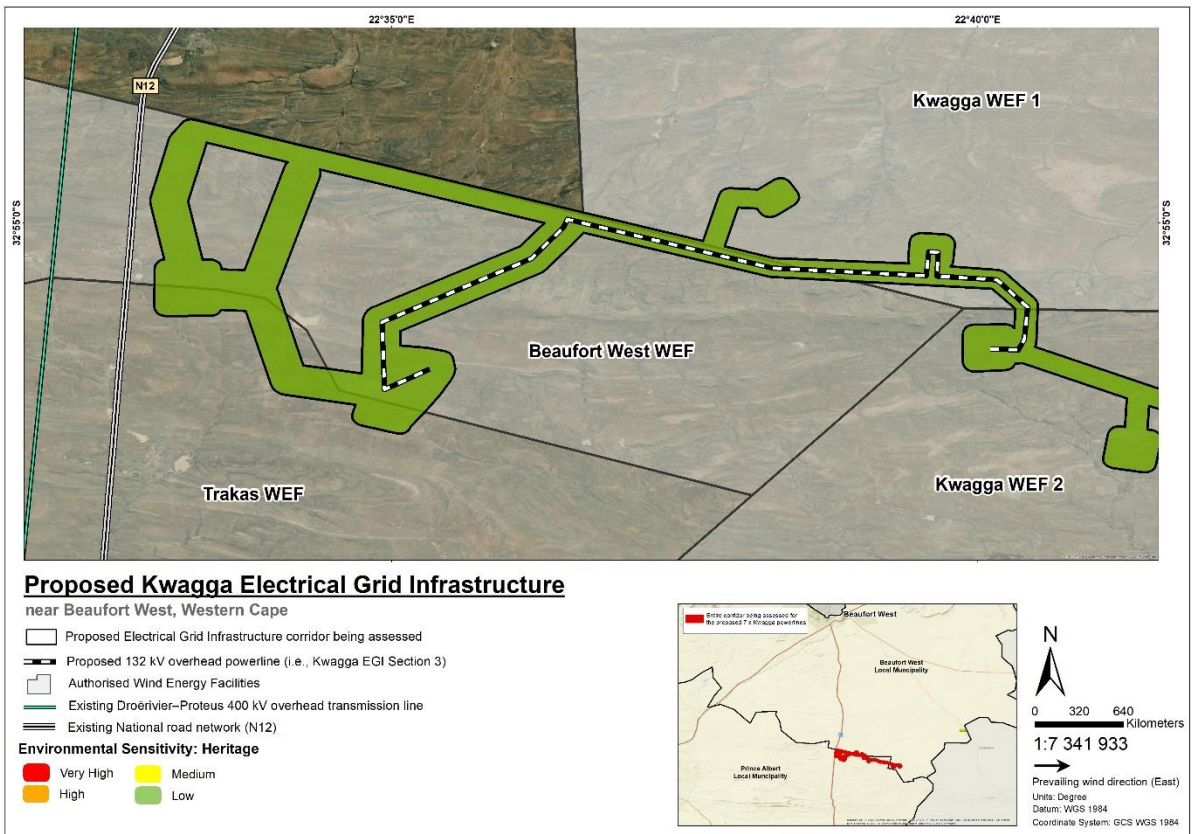 22°35'0"E
22°40'0"E
N12
Kwagga WEF 1
32°55'0"S
32°55'0"S
Beaufort West WEF
Trakas WEF
Kwagga WEF 2
Proposed Kwagga Electrical Grid Infrastructure
near Beaufort West, Western Cape
Proposed Electrical Grid Infrastructure corridor being assessed
Proposed 132 kV overhead powerline (i.e., Kwagga EGI Section 3)
Authorised Wind Energy Facilities
Existing Droërivier–Proteus 400 kV overhead transmission line
Existing National road network (N12)
Environmental Sensitivity: Heritage
Very High
Medium
High
Low
Entire corridor being assessed for
the proposed 7 x Kwagga powerlines
Beaufort West
Beaufort West
Local Municipality
Prince Albert
Local Muncipality
N
0 320 640
Kilometers
1:7 341 933
Prevailing wind direction (East)
Units: Degree
Datum: WGS 1984
Coordinate System: GCS WGS 1984